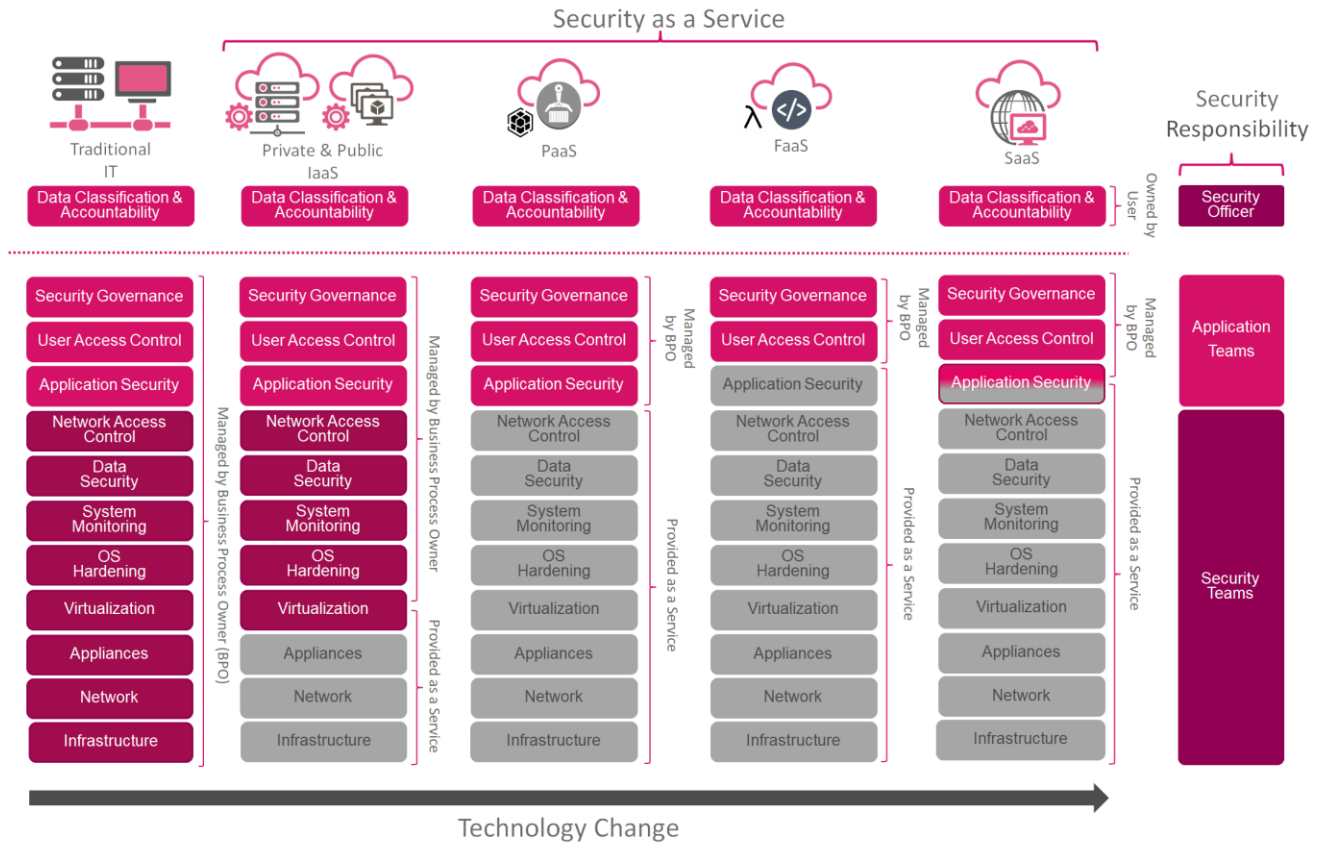 Security as a Service
Traditional
IT
Private & Public
IaaS
PaaS
λ
</>
FaaS
SaaS
Security
Responsibility
Data Classification &
Accountability
Data Classification &
Accountability
Data Classification &
Accountability
Data Classification &
Accountability
Data Classification &
Accountability
Owned by
User
Security
Officer
Security Governance
User Access Control
Application Security
Network Access
Control
Data
Security
System
Monitoring
OS
Hardening
Virtualization
Appliances
Network
Infrastructure
Managed by Business Process Owner (BPO)
Security Governance
User Access Control
Application Security
Network Access
Control
Data
Security
System
Monitoring
OS
Hardening
Virtualization
Appliances
Network
Infrastructure
Managed by Business Process Owner
Provided as a Service
Security Governance
User Access Control
Application Security
Network Access
Control
Data
Security
System
Monitoring
OS
Hardening
Virtualization
Appliances
Network
Infrastructure
Managed
by BPO
Provided as a Service
Security Governance
User Access Control
Application Security
Network Access
Control
Data
Security
System
Monitoring
OS
Hardening
Virtualization
Appliances
Network
Infrastructure
Managed
by BPO
Provided as a Service
Security Governance
User Access Control
Application Security
Network Access
Control
Data
Security
System
Monitoring
OS
Hardening
Virtualization
Appliances
Network
Infrastructure
Managed
by BPO
Provided as a Service
Application
Teams
Security
Teams
Technology Change